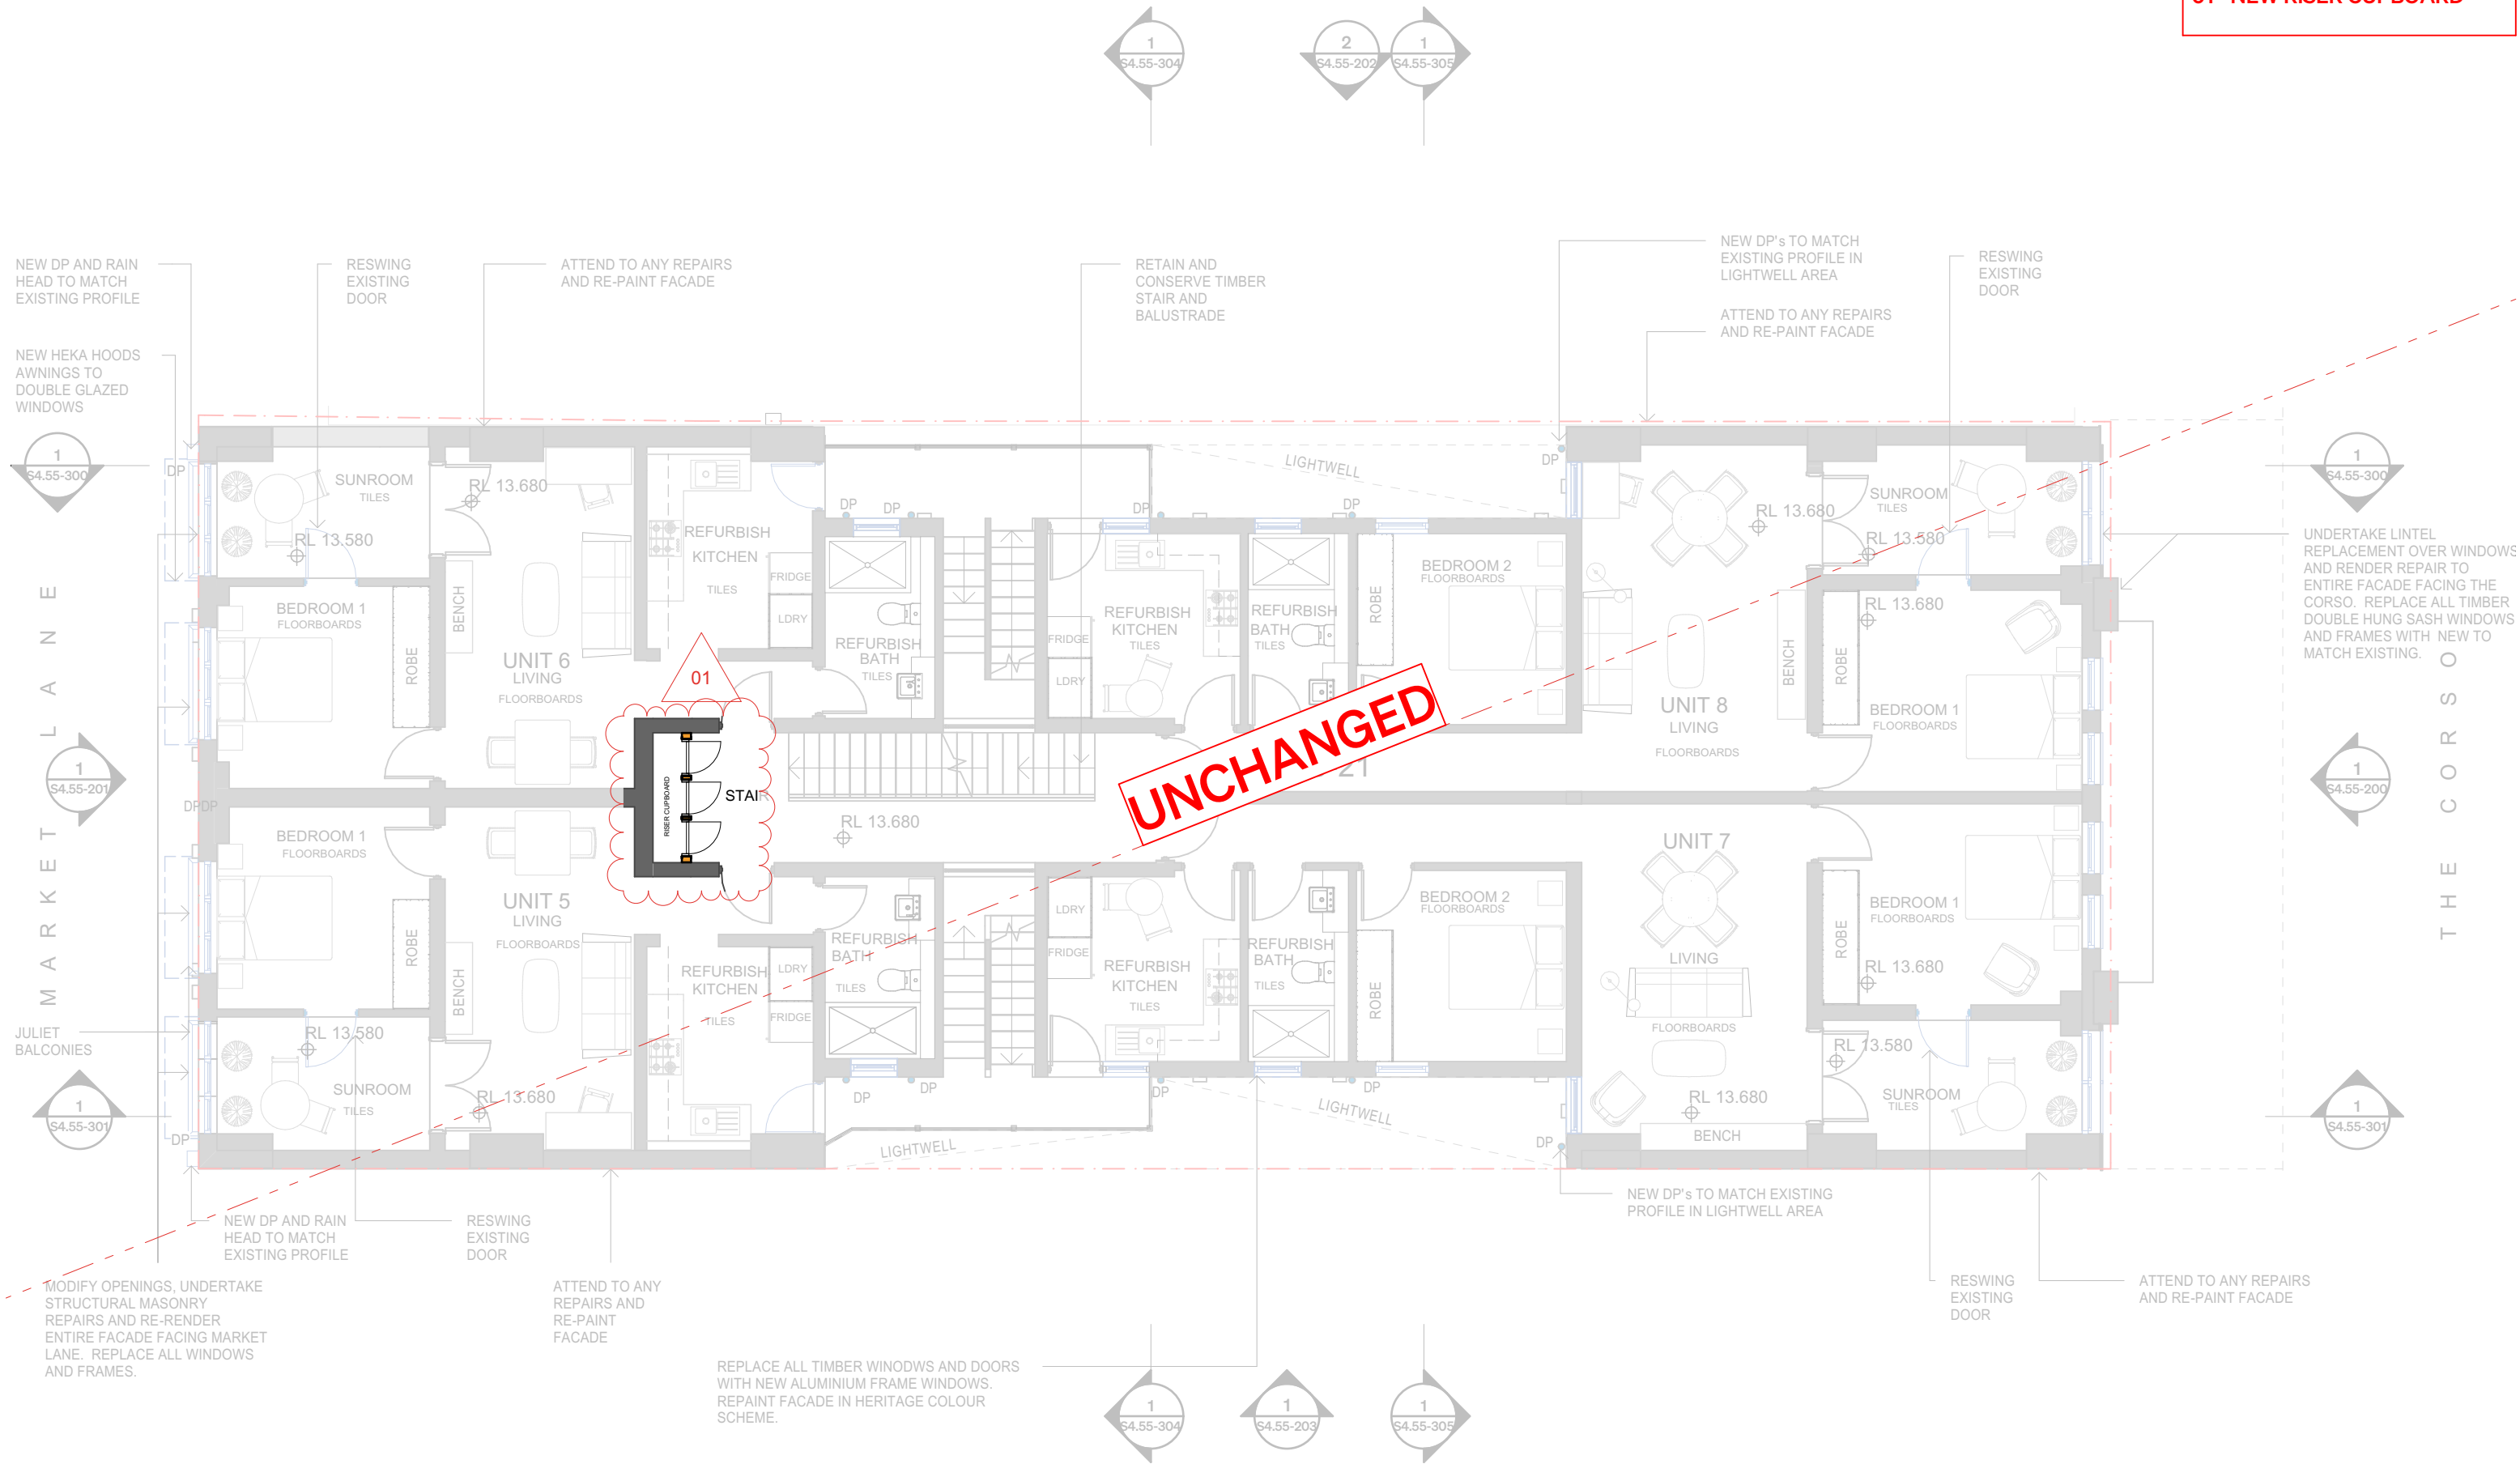 01 NEW RISER CUPBOARD
1
S4.55-304
2
S4.55-202
1
S4.55-305
NEW DP AND RAIN
HEAD TO MATCH
EXISTING PROFILE
RESWING
EXISTING
DOOR
ATTEND TO ANY REPAIRS
AND RE-PAINT FACADE
RETAIN AND
CONSERVE TIMBER
STAIR AND
BALUSTRADE
NEW DP's TO MATCH
EXISTING PROFILE IN
LIGHTWELL AREA
ATTEND TO ANY REPAIRS
AND RE-PAINT FACADE
RESWING
EXISTING
DOOR
NEW HEKA HOODS
AWNINGS TO
DOUBLE GLAZED
WINDOWS
1
S4.55-300
DP
SUNROOM
TILES
RL 13.580
RL 13.680
REFURBISH
KITCHEN
TILES
FRIDGE
LDRY
BEDROOM 1
FLOORBOARDS
ROBE
BENCH
UNIT 6
LIVING
FLOORBOARDS
DP
DP
REFURBISH
BATH
TILES
DP
REFURBISH
KITCHEN
TILES
FRIDGE
LDRY
LIGHTWELL
DP
REFURBISH
BATH
TILES
ROBE
BEDROOM 2
FLOORBOARDS
DP
RL 13.680
SUNROOM
TILES
RL 13.580
RL 13.680
UNIT 8
LIVING
FLOORBOARDS
BENCH
ROBE
BEDROOM 1
FLOORBOARDS
1
S4.55-300
UNDERTAKE LINTEL
REPLACEMENT OVER WINDOWS
AND RENDER REPAIR TO
ENTIRE FACADE FACING THE
CORSO. REPLACE ALL TIMBER
DOUBLE HUNG SASH WINDOWS
AND FRAMES WITH NEW TO
MATCH EXISTING.
MARKET LANE
1
S4.55-201
DPDP
01
RISER CUPBOARD
STAIR
RL 13.680
UNCHANGED
21
1
S4.55-200
THE CORSO
BEDROOM 1
FLOORBOARDS
ROBE
BENCH
UNIT 5
LIVING
FLOORBOARDS
REFURBISH
KITCHEN
TILES
LDRY
FRIDGE
REFURBISH
BATH
TILES
LDRY
FRIDGE
REFURBISH
KITCHEN
TILES
REFURBISH
BATH
TILES
ROBE
BEDROOM 2
FLOORBOARDS
UNIT 7
LIVING
FLOORBOARDS
ROBE
BEDROOM 1
FLOORBOARDS
RL 13.680
JULIET
BALCONIES
RL 13.580
SUNROOM
TILES
RL 13.680
1
S4.55-301
DP
DP
DP
DP
DP
LIGHTWELL
LIGHTWELL
DP
RL 13.680
BENCH
RL 13.580
SUNROOM
TILES
1
S4.55-301
NEW DP AND RAIN
HEAD TO MATCH
EXISTING PROFILE
RESWING
EXISTING
DOOR
NEW DP's TO MATCH EXISTING
PROFILE IN LIGHTWELL AREA
MODIFY OPENINGS, UNDERTAKE
STRUCTURAL MASONRY
REPAIRS AND RE-RENDER
ENTIRE FACADE FACING MARKET
LANE. REPLACE ALL WINDOWS
AND FRAMES.
ATTEND TO ANY
REPAIRS AND
RE-PAINT
FACADE
RESWING
EXISTING
DOOR
ATTEND TO ANY REPAIRS
AND RE-PAINT FACADE
REPLACE ALL TIMBER WINODWS AND DOORS
WITH NEW ALUMINIUM FRAME WINDOWS.
REPAINT FACADE IN HERITAGE COLOUR
SCHEME.
1
S4.55-304
1
S4.55-203
1
S4.55-305